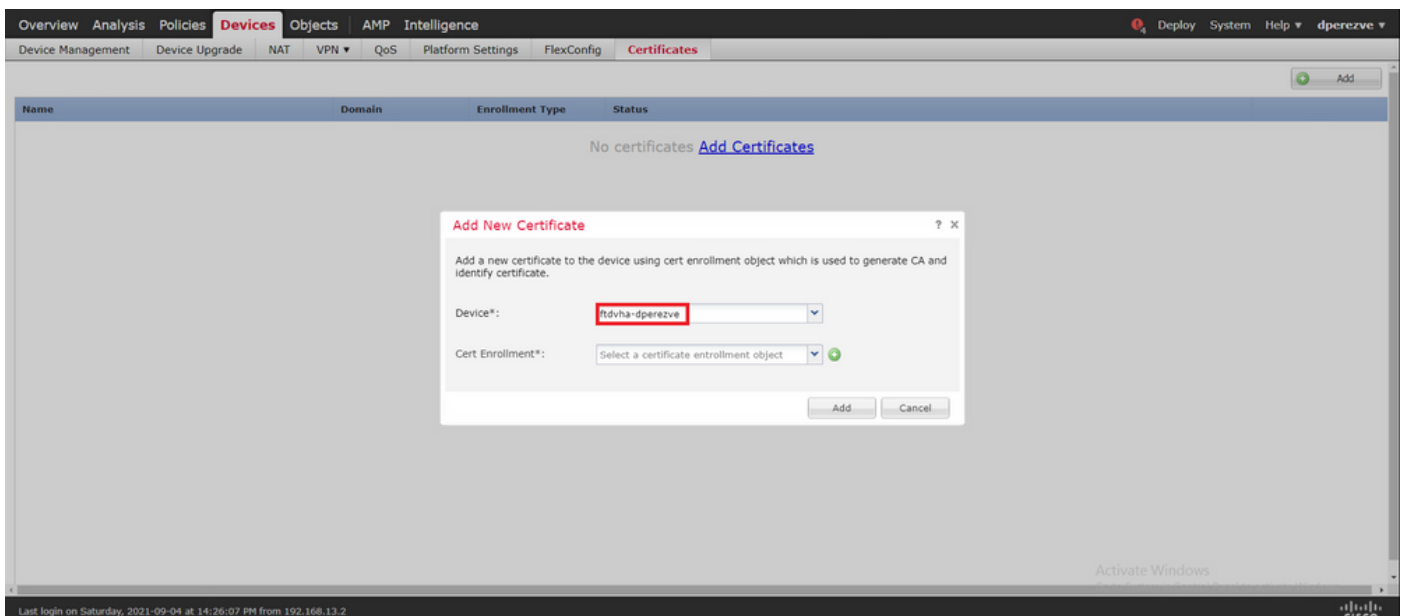 Overview Analysis Policies Devices Objects AMP Intelligence 4 Deploy System Help ▾ dperezve ▾
Device Management Device Upgrade NAT VPN ▾ QoS Platform Settings FlexConfig Certificates
Add
Name Domain Enrollment Type Status
No certificates Add Certificates
Add New Certificate ? ×
Add a new certificate to the device using cert enrollment object which is used to generate CA and
identify certificate.
Device*: ftdvha-dperezve
Cert Enrollment*: Select a certificate entrollment object
Add Cancel
Activate Windows
Last login on Saturday, 2021-09-04 at 14:26:07 PM from 192.168.13.2
CISCO